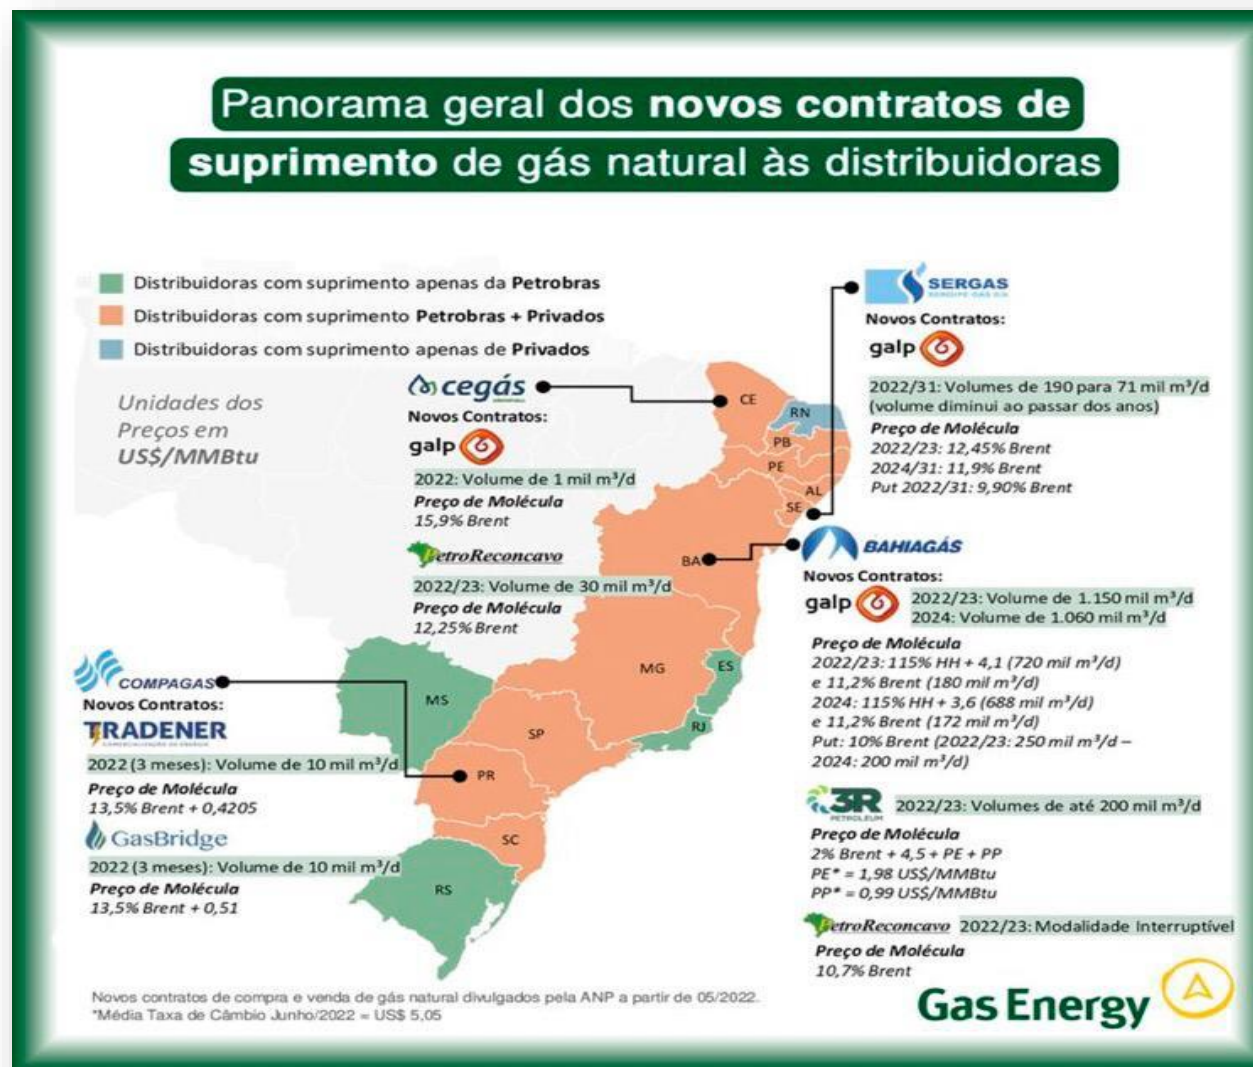 Panorama geral dos novos contratos de
suprimento de gás natural às distribuidoras
Distribuidoras com suprimento apenas da Petrobras
Distribuidoras com suprimento Petrobras + Privados
Distribuidoras com suprimento apenas de Privados
Unidades dos
Preços em
US$/MMBtu
cegás
Novos Contratos:
galp
2022: Volume de 1 mil m³/d
Preço de Molécula
15,9% Brent
PetroReconcavo
2022/23: Volume de 30 mil m³/d
Preço de Molécula
12,25% Brent
COMPAGAS
Novos Contratos:
TRADENER
COMERCIALIZAÇÃO DE ENERGIA
2022 (3 meses): Volume de 10 mil m³/d
Preço de Molécula
13,5% Brent + 0,4205
GasBridge
2022 (3 meses): Volume de 10 mil m³/d
Preço de Molécula
13,5% Brent + 0,51
CE
RN
PB
PE
AL
SE
BA
MG
ES
RJ
MS
SP
PR
SC
RS
SERGAS
SERGIPE GÁS S.A.
Novos Contratos:
galp
2022/31: Volumes de 190 para 71 mil m³/d
(volume diminui ao passar dos anos)
Preço de Molécula
2022/23: 12,45% Brent
2024/31: 11,9% Brent
Put 2022/31: 9,90% Brent
BAHIAGÁS
Novos Contratos:
galp
2022/23: Volume de 1.150 mil m³/d
2024: Volume de 1.060 mil m³/d
Preço de Molécula
2022/23: 115% HH + 4,1 (720 mil m³/d)
e 11,2% Brent (180 mil m³/d)
2024: 115% HH + 3,6 (688 mil m³/d)
e 11,2% Brent (172 mil m³/d)
Put: 10% Brent (2022/23: 250 mil m³/d –
2024: 200 mil m³/d)
3R
PETROLEUM
2022/23: Volumes de até 200 mil m³/d
Preço de Molécula
2% Brent + 4,5 + PE + PP
PE* = 1,98 US$/MMBtu
PP* = 0,99 US$/MMBtu
PetroReconcavo 2022/23: Modalidade Interruptível
Preço de Molécula
10,7% Brent
Novos contratos de compra e venda de gás natural divulgados pela ANP a partir de 05/2022.
*Média Taxa de Câmbio Junho/2022 = US$ 5,05
Gas Energy